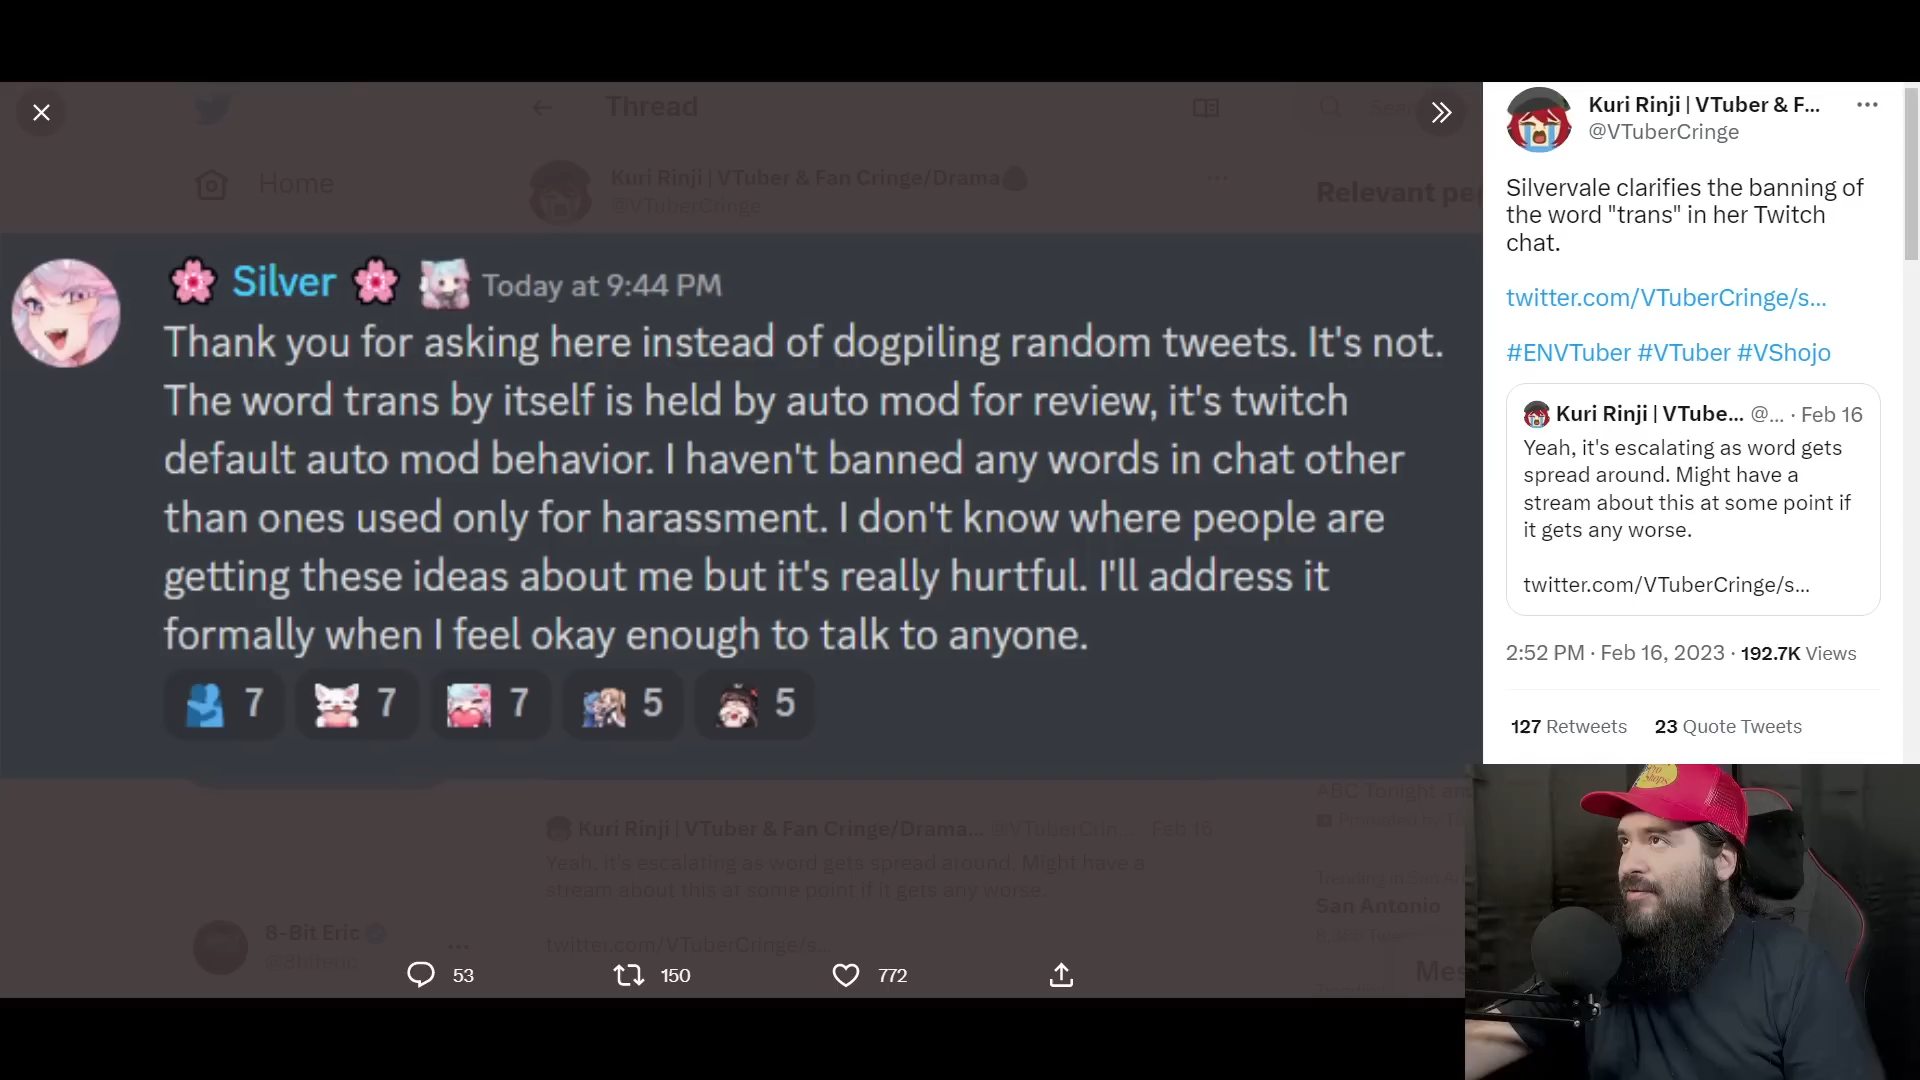 Thread
Home
Kuri Rinji | VTuber & Fan Cringe/Drama
@VTuberCringe
Relevant pe
Silver
Today at 9:44 PM
Thank you for asking here instead of dogpiling random tweets. It's not.
The word trans by itself is held by auto mod for review, it's twitch
default auto mod behavior. I haven't banned any words in chat other
than ones used only for harassment. I don't know where people are
getting these ideas about me but it's really hurtful. I'll address it
formally when I feel okay enough to talk to anyone.
7 7 7 5 5
Kuri Rinji | VTuber & Fan Cringe/Drama... @VTuberCrin... Feb 16
Yeah, it's escalating as word gets spread around. Might have a
stream about this at some point if it gets any worse.
twitter.com/VTuberCringe/s...
8-Bit Eric
@8biteric
ABC Tonight
San Antonio
Mes
53 150 772
Kuri Rinji | VTuber & F... ...
@VTuberCringe
Silvervale clarifies the banning of
the word "trans" in her Twitch
chat.
twitter.com/VTuberCringe/s...
#ENVTuber #VTuber #VShojo
Kuri Rinji | VTube... @... · Feb 16
Yeah, it's escalating as word gets
spread around. Might have a
stream about this at some point if
it gets any worse.
twitter.com/VTuberCringe/s...
2:52 PM · Feb 16, 2023 · 192.7K Views
127 Retweets 23 Quote Tweets
Pro
Shops